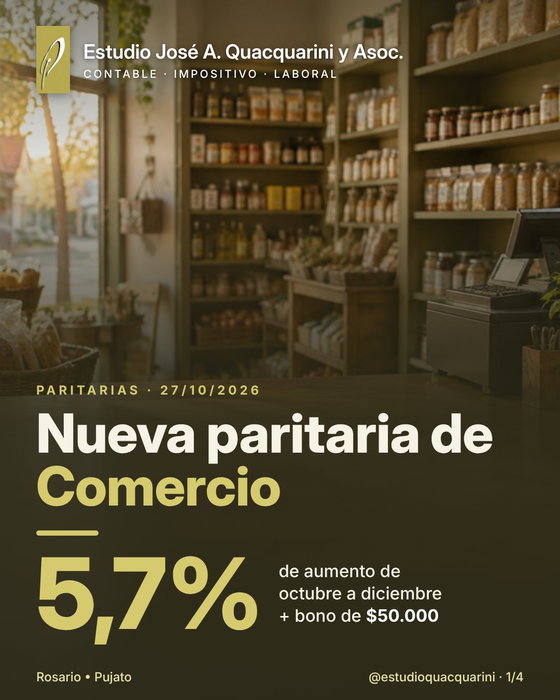 Estudio José A. Quacquarini y Asoc.
CONTABLE · IMPOSITIVO · LABORAL
PARITARIAS · 27/10/2026
Nueva paritaria de
Comercio
5,7%
de aumento de
octubre a diciembre
+ bono de $50.000
Rosario • Pujato
@estudioquacquarini · 1/4